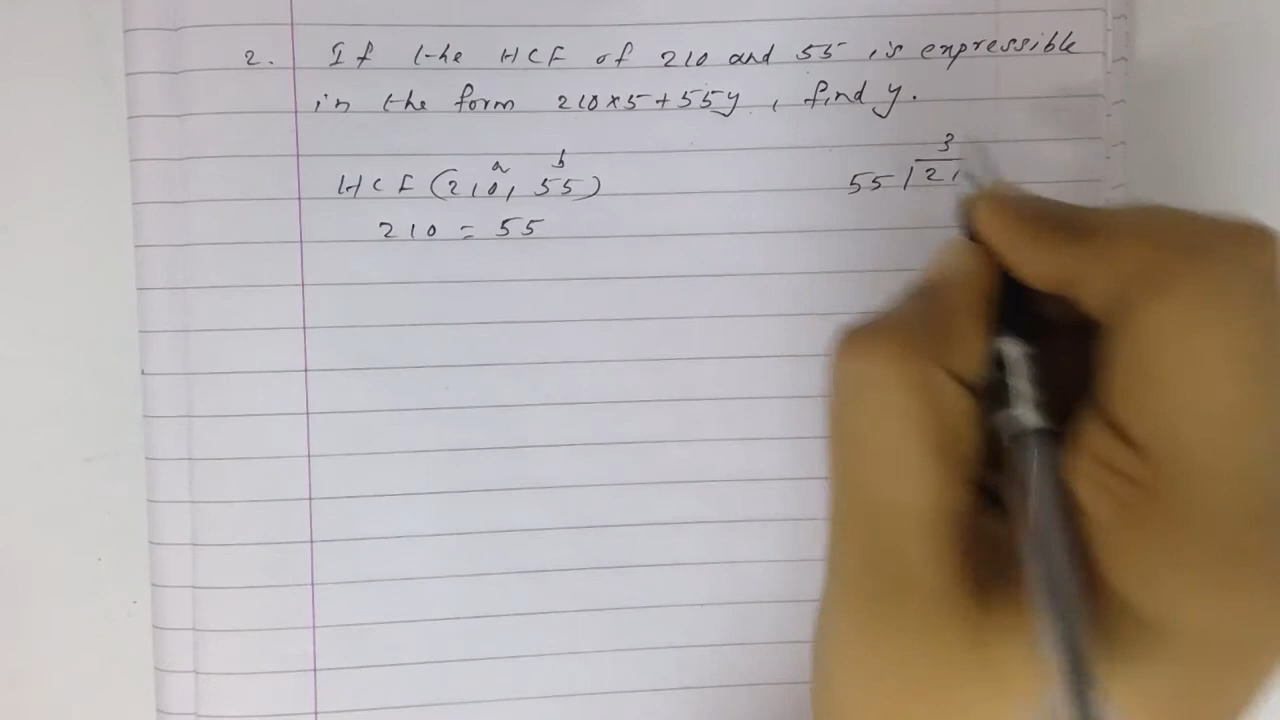 2. If the HCF of 210 and 55 is expressible
in the form 210×5+55y, find y.
a b
HCF(210, 55)
210 = 55
3
55 21